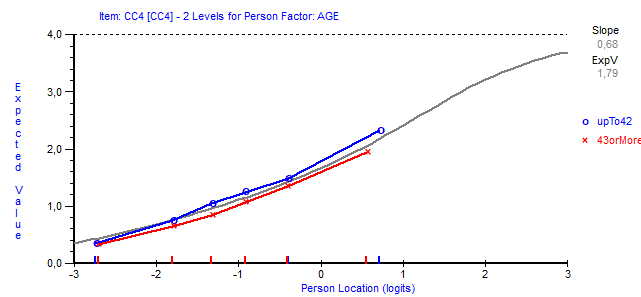 Item: CC4 [CC4] - 2 Levels for Person Factor: AGE
Slope
0,68
ExpV
1,79
upTo42
43orMore
Expected Value
4,0
3,0
2,0
1,0
0,0
-3 -2 -1 0 1 2 3
Person Location (logits)